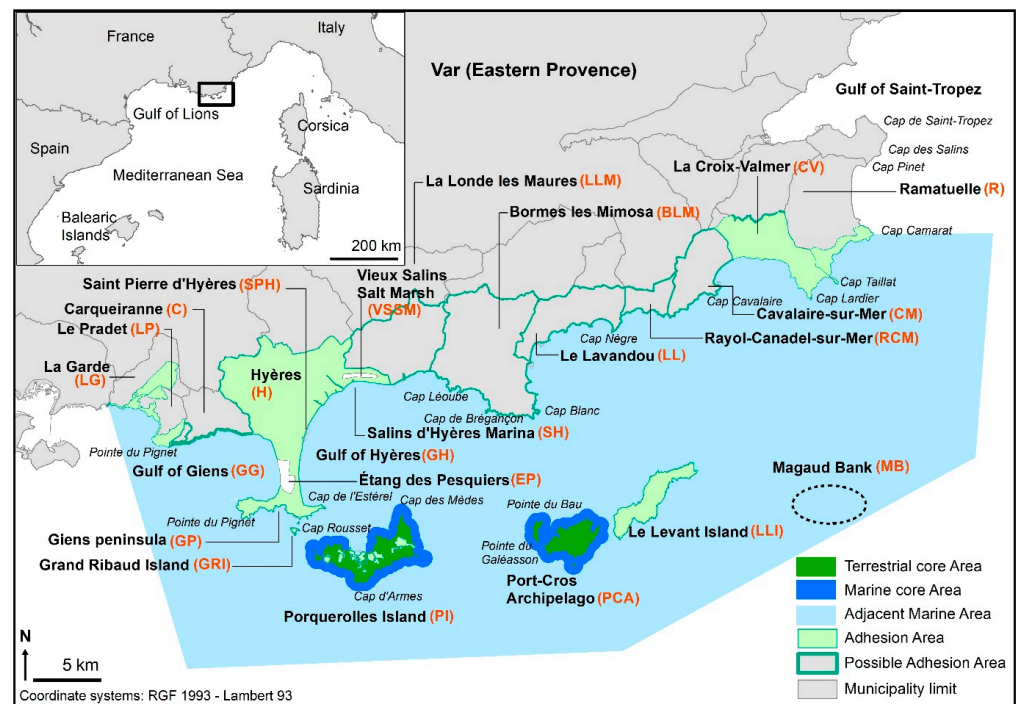 France
Italy
Gulf of Lions
Corsica
Spain
Mediterranean Sea
Sardinia
Balearic
Islands
200 km
Var (Eastern Provence)
Gulf of Saint-Tropez
Cap de Saint-Tropez
Cap des Salins
La Croix-Valmer (CV)
Cap Pinet
La Londe les Maures (LLM)
Ramatuelle (R)
Bormes les Mimosa (BLM)
Cap Camarat
Vieux Salins
Salt Marsh
(VSSM)
Saint Pierre d'Hyères (SPH)
Cap Taillat
Carqueiranne (C)
Cap Lardier
Cap Cavalaire
Le Pradet (LP)
Cavalaire-sur-Mer (CM)
Cap Nègre
Rayol-Canadel-sur-Mer (RCM)
La Garde
(LG)
Hyères
(H)
Le Lavandou (LL)
Cap Léoube
Cap de Brégançon
Cap Blanc
Salins d'Hyères Marina (SH)
Pointe du Pignet
Gulf of Giens (GG)
Gulf of Hyères (GH)
Magaud Bank (MB)
Étang des Pesquiers (EP)
Cap de l'Estérel
Cap des Mèdes
Pointe du Bau
Pointe du Pignet
Cap Rousset
Le Levant Island (LLI)
Giens peninsula (GP)
Pointe du
Galéasson
Grand Ribaud Island (GRI)
Port-Cros
Archipelago (PCA)
Cap d'Armes
Porquerolles Island (PI)
Terrestrial core Area
Marine core Area
Adjacent Marine Area
Adhesion Area
Possible Adhesion Area
Municipality limit
N
5 km
Coordinate systems: RGF 1993 - Lambert 93